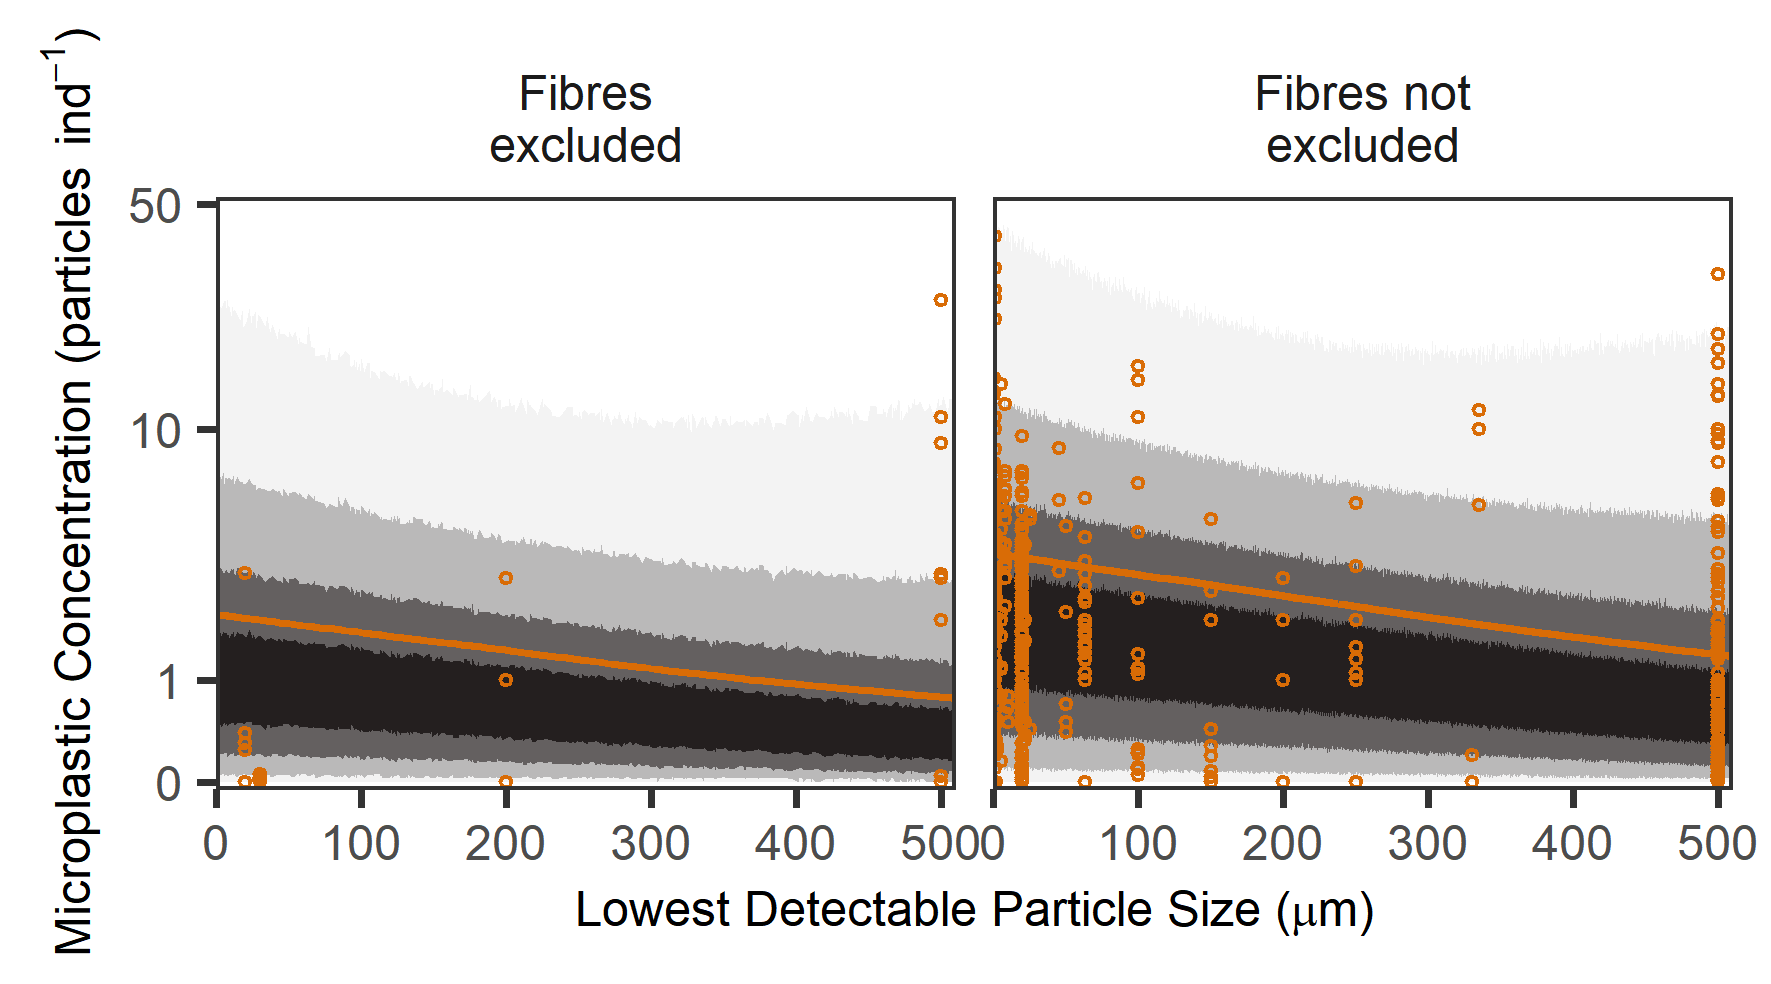 Microplastic Concentration (particles ind⁻¹)
Fibres
excluded
Fibres not
excluded
50
10
1
0
0 100 200 300 400 500
0 100 200 300 400 500
Lowest Detectable Particle Size (μm)